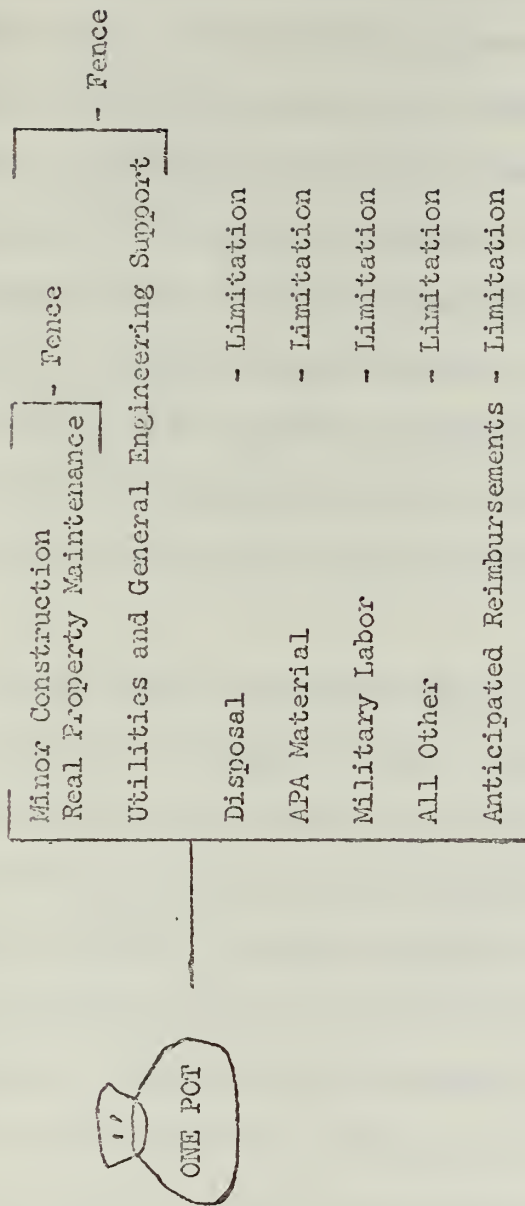 Minor Construction
Real Property Maintenance - Fence
Utilities and General Engineering Support - Fence
Disposal - Limitation
APA Material - Limitation
Military Labor - Limitation
All Other - Limitation
Anticipated Reimbursements - Limitation
ONE POT